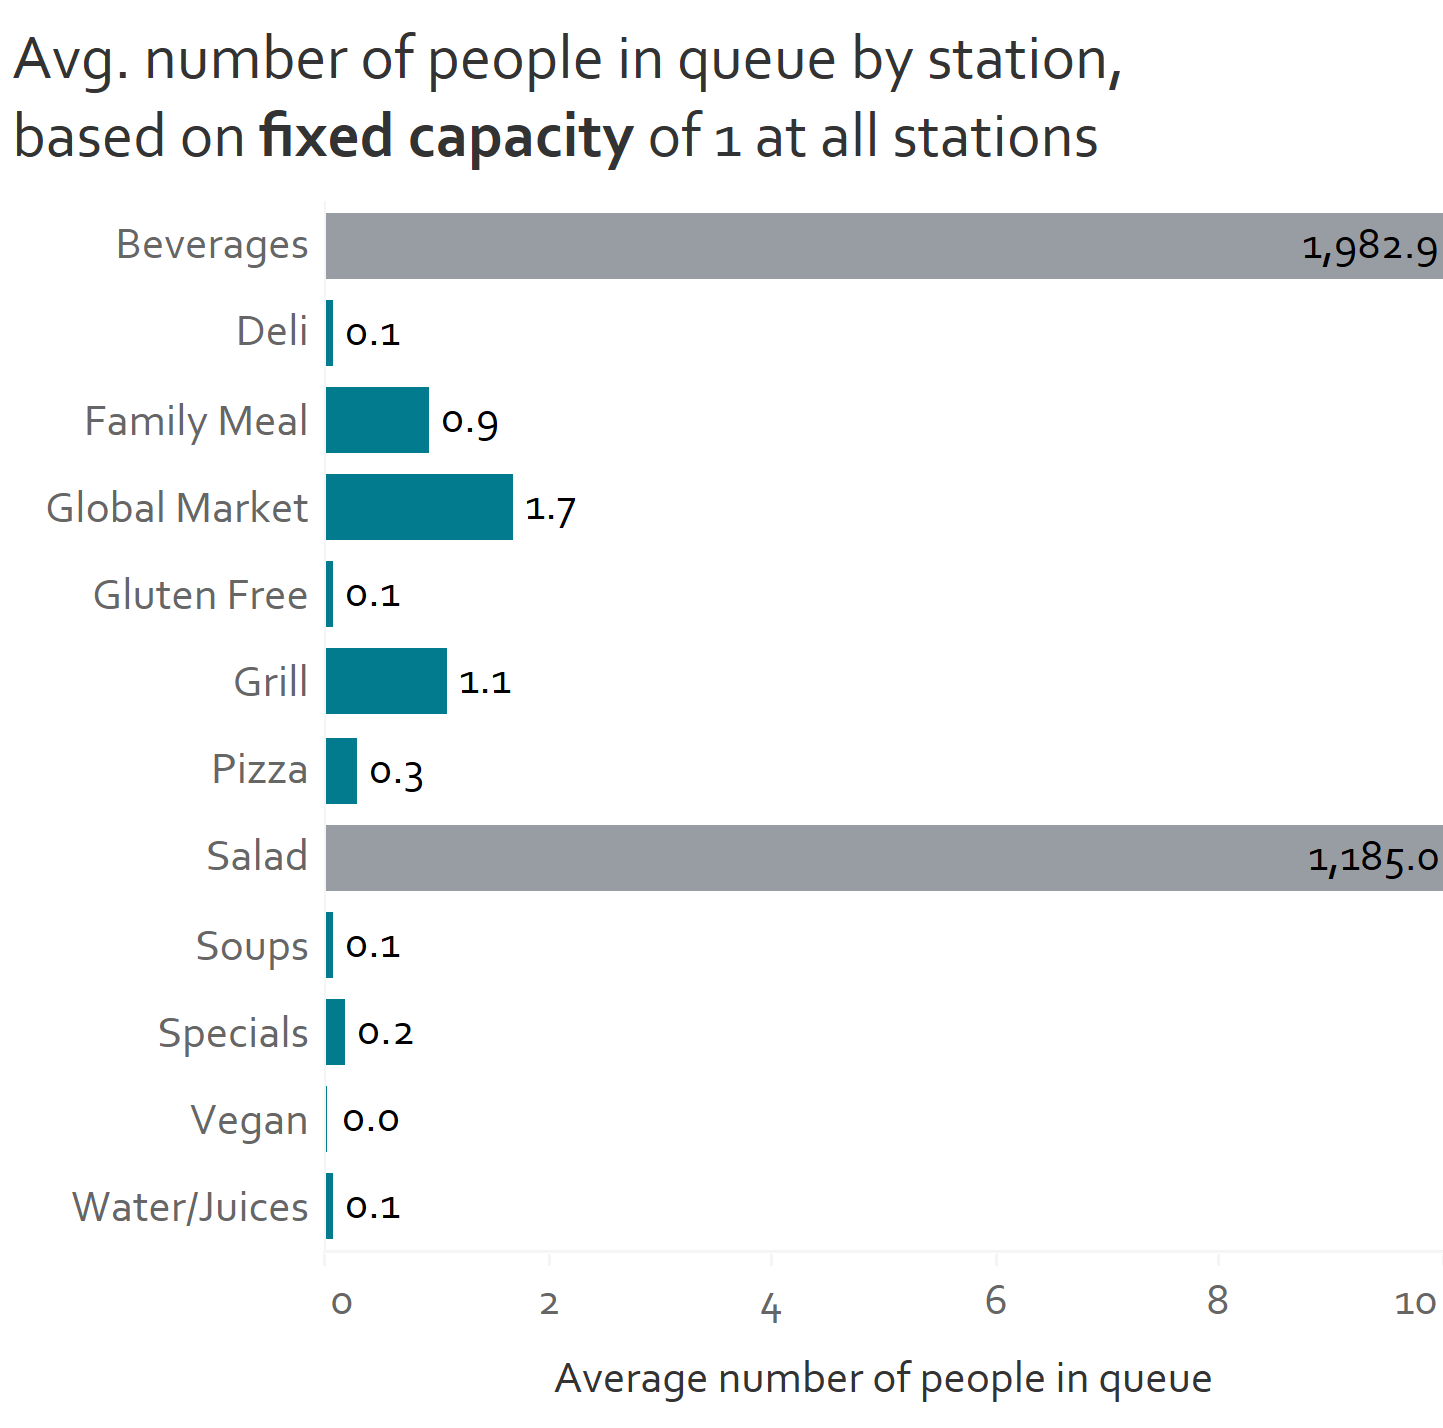 Avg. number of people in queue by station,
based on fixed capacity of 1 at all stations
Beverages 1,982.9
Deli 0.1
Family Meal 0.9
Global Market 1.7
Gluten Free 0.1
Grill 1.1
Pizza 0.3
Salad 1,185.0
Soups 0.1
Specials 0.2
Vegan 0.0
Water/Juices 0.1
0 2 4 6 8 10
Average number of people in queue